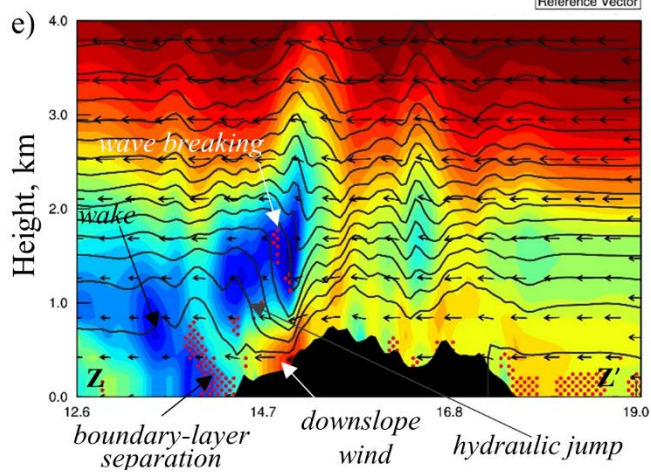 Reference Vector
e)
4.0
3.0
2.0
1.0
0.0
Height, km
wave breaking
wake
Z
Z'
12.6
14.7
16.8
19.0
boundary-layer
separation
downslope
wind
hydraulic jump